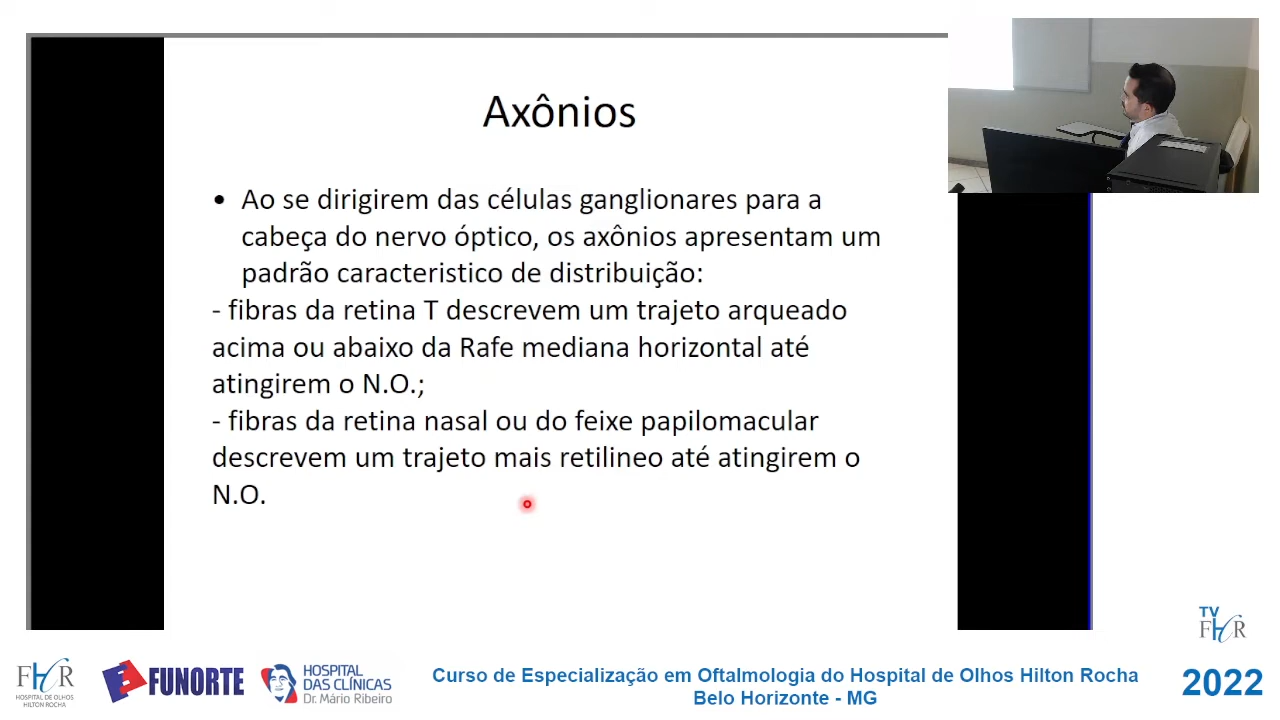 Axônios
• Ao se dirigirem das células ganglionares para a
cabeça do nervo óptico, os axônios apresentam um
padrão caracteristico de distribuição:
- fibras da retina T descrevem um trajeto arqueado
acima ou abaixo da Rafe mediana horizontal até
atingirem o N.O.;
- fibras da retina nasal ou do feixe papilomacular
descrevem um trajeto mais retilineo até atingirem o
N.O.
TV
FHR
FHR
HOSPITAL DE OLHOS
HILTON ROCHA
FUNORTE
HOSPITAL
DAS CLÍNICAS
Dr. Mário Ribeiro
Curso de Especialização em Oftalmologia do Hospital de Olhos Hilton Rocha
Belo Horizonte - MG
2022